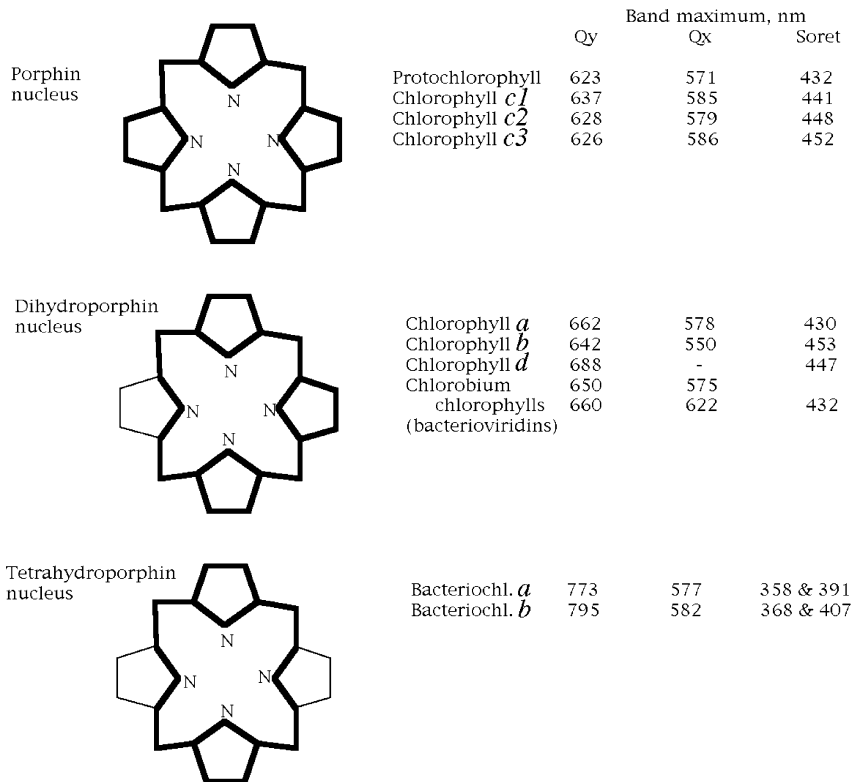 Band maximum, nm
Qy Qx Soret
Porphin
nucleus
N
N
N
N
Protochlorophyll 623 571 432
Chlorophyll c1 637 585 441
Chlorophyll c2 628 579 448
Chlorophyll c3 626 586 452
Dihydroporphin
nucleus
N
N
N
N
Chlorophyll a 662 578 430
Chlorophyll b 642 550 453
Chlorophyll d 688 - 447
Chlorobium 650 575
chlorophylls 660 622 432
(bacterioviridins)
Tetrahydroporphin
nucleus
N
N
N
N
Bacteriochl. a 773 577 358 & 391
Bacteriochl. b 795 582 368 & 407